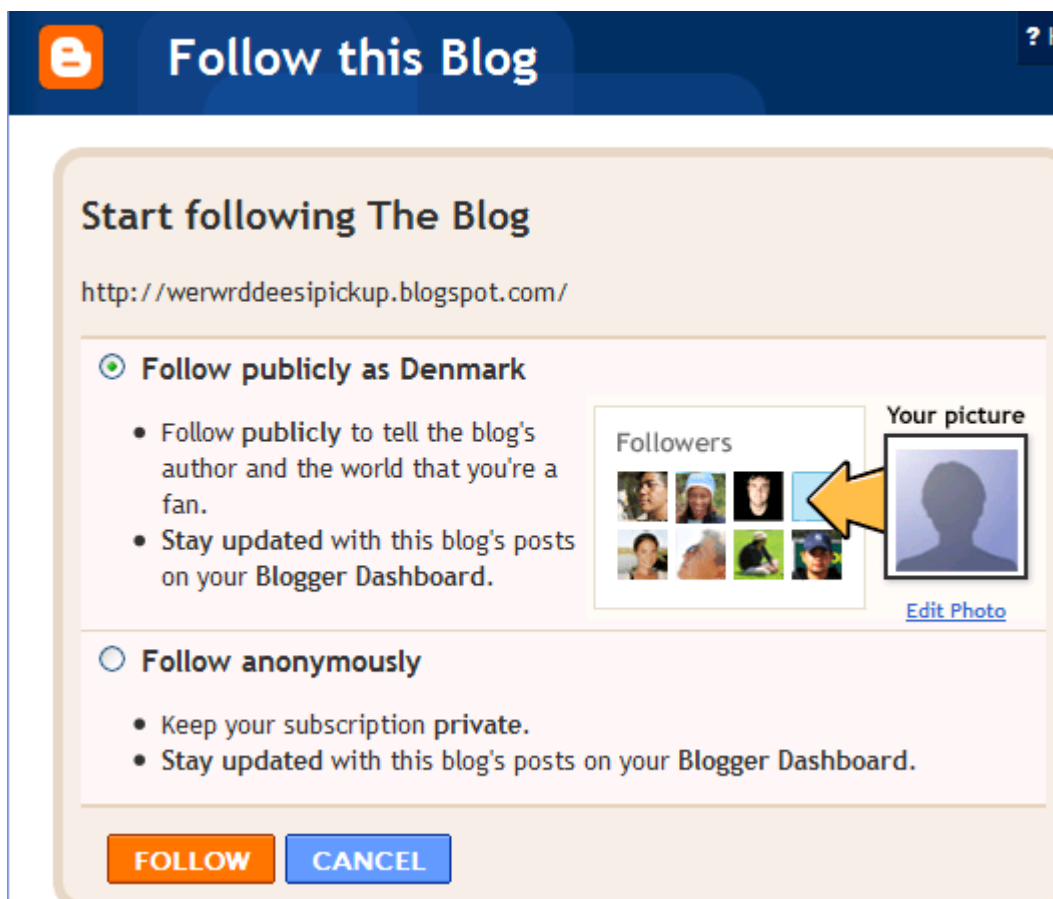 Follow this Blog
?
Start following The Blog
http://werwrddeesipickup.blogspot.com/
Follow publicly as Denmark
• Follow publicly to tell the blog's
author and the world that you're a
fan.
• Stay updated with this blog's posts
on your Blogger Dashboard.
Followers
Your picture
Edit Photo
Follow anonymously
• Keep your subscription private.
• Stay updated with this blog's posts on your Blogger Dashboard.
FOLLOW
CANCEL